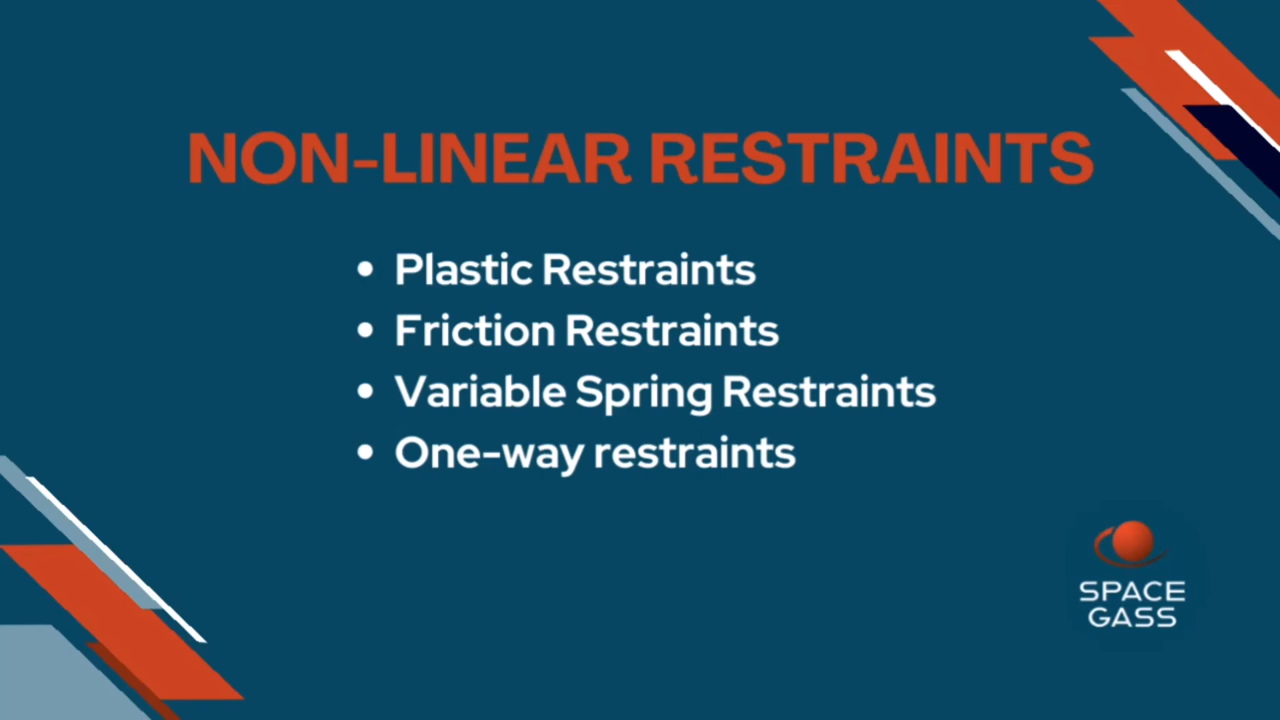 NON-LINEAR RESTRAINTS
• Plastic Restraints
• Friction Restraints
• Variable Spring Restraints
• One-way restraints
SPACE
GASS